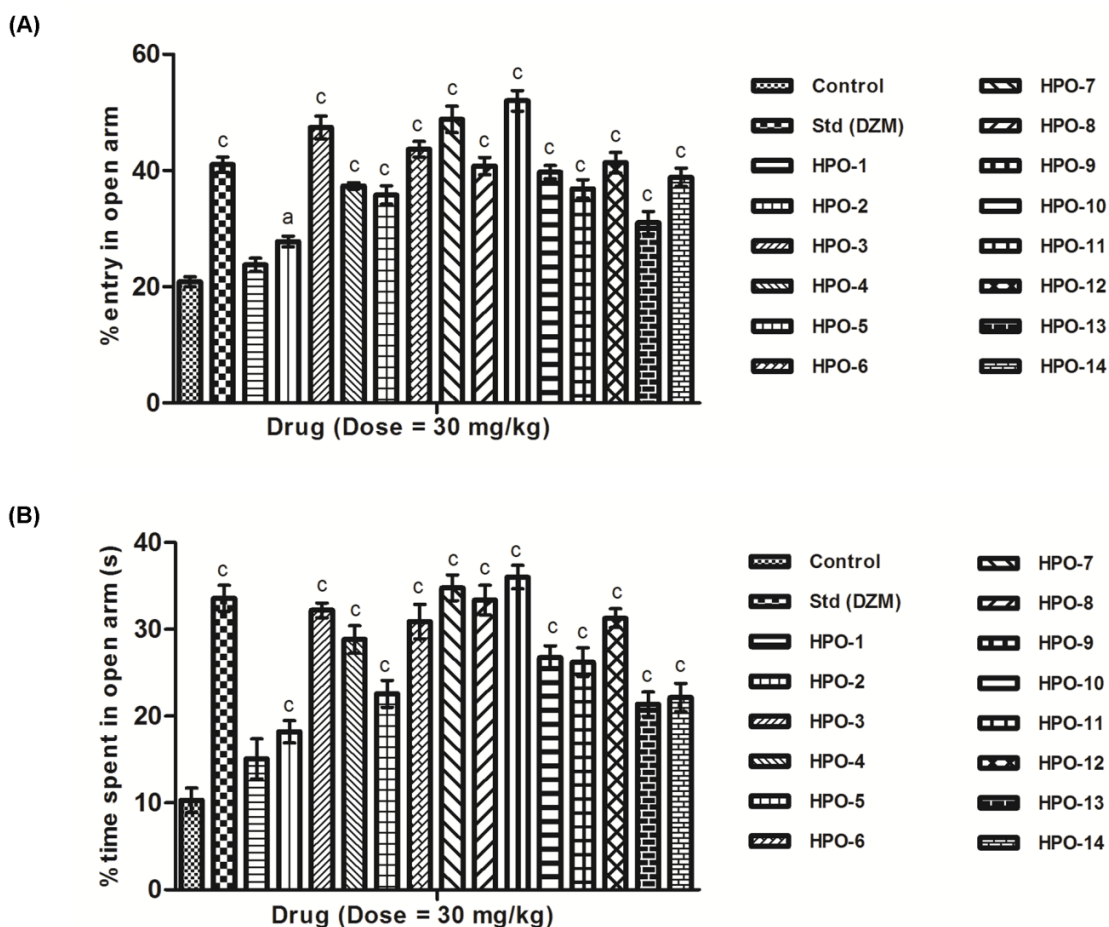 (A)
60
40
20
0
% entry in open arm
c
a
c
c
c
c
c
c
c
c
c
c
c
c
Drug (Dose = 30 mg/kg)
Control
Std (DZM)
HPO-1
HPO-2
HPO-3
HPO-4
HPO-5
HPO-6
HPO-7
HPO-8
HPO-9
HPO-10
HPO-11
HPO-12
HPO-13
HPO-14
(B)
40
30
20
10
0
% time spent in open arm (s)
c
c
c
c
c
c
c
c
c
c
c
c
c
c
Drug (Dose = 30 mg/kg)
Control
Std (DZM)
HPO-1
HPO-2
HPO-3
HPO-4
HPO-5
HPO-6
HPO-7
HPO-8
HPO-9
HPO-10
HPO-11
HPO-12
HPO-13
HPO-14